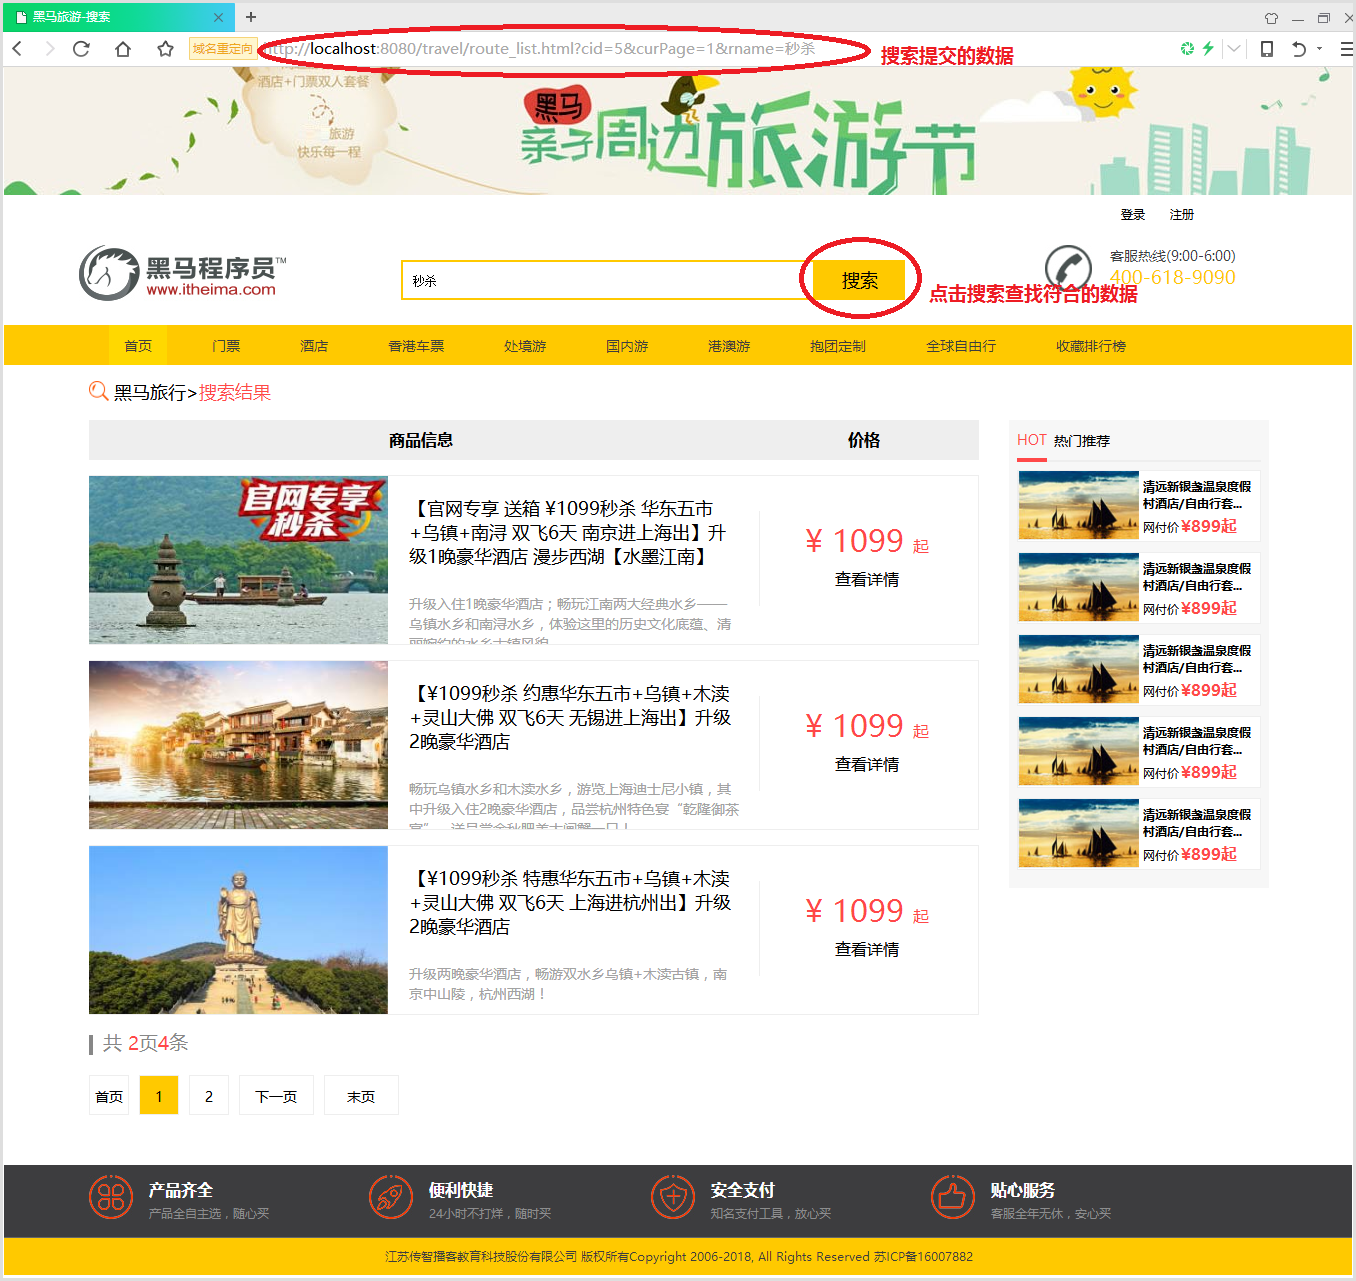 黑马旅游-搜索
域名重定向
http://localhost:8080/travel/route_list.html?cid=5&curPage=1&rname=秒杀
搜索提交的数据
酒店+门票双人套餐
旅游
快乐每一程
黑马
亲子周边旅游节
登录 注册
黑马程序员™
www.itheima.com
秒杀
搜索
客服热线(9:00-6:00)
400-618-9090
点击搜索查找符合的数据
首页 门票 酒店 香港车票 处境游 国内游 港澳游 抱团定制 全球自由行 收藏排行榜
黑马旅行>搜索结果
商品信息 价格
官网专享
秒杀
【官网专享 送箱 ¥1099秒杀 华东五市
+乌镇+南浔 双飞6天 南京进上海出】升
级1晚豪华酒店 漫步西湖【水墨江南】
升级入住1晚豪华酒店；畅玩江南两大经典水乡——
乌镇水乡和南浔水乡，体验这里的历史文化底蕴、清
¥ 1099 起
查看详情
【¥1099秒杀 约惠华东五市+乌镇+木渎
+灵山大佛 双飞6天 无锡进上海出】升级
2晚豪华酒店
畅玩乌镇水乡和木渎水乡，游览上海迪士尼小镇，其
中升级入住2晚豪华酒店，品尝杭州特色宴“乾隆御茶
¥ 1099 起
查看详情
【¥1099秒杀 特惠华东五市+乌镇+木渎
+灵山大佛 双飞6天 上海进杭州出】升级
2晚豪华酒店
升级两晚豪华酒店，畅游双水乡乌镇+木渎古镇，南
京中山陵，杭州西湖！
¥ 1099 起
查看详情
HOT 热门推荐
清远新银盏温泉度假
村酒店/自由行套...
网付价¥899起
清远新银盏温泉度假
村酒店/自由行套...
网付价¥899起
清远新银盏温泉度假
村酒店/自由行套...
网付价¥899起
清远新银盏温泉度假
村酒店/自由行套...
网付价¥899起
清远新银盏温泉度假
村酒店/自由行套...
网付价¥899起
共 2页4条
首页 1 2 下一页 末页
产品齐全
产品全自主选，随心买
便利快捷
24小时不打烊，随时买
安全支付
知名支付工具，放心买
贴心服务
客服全年无休，安心买
江苏传智播客教育科技股份有限公司 版权所有Copyright 2006-2018, All Rights Reserved 苏ICP备16007882